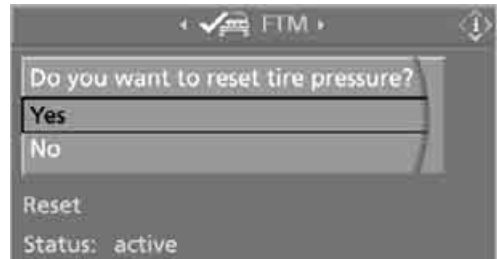 FTM
Do you want to reset tire pressure?
Yes
No
Reset
Status: active